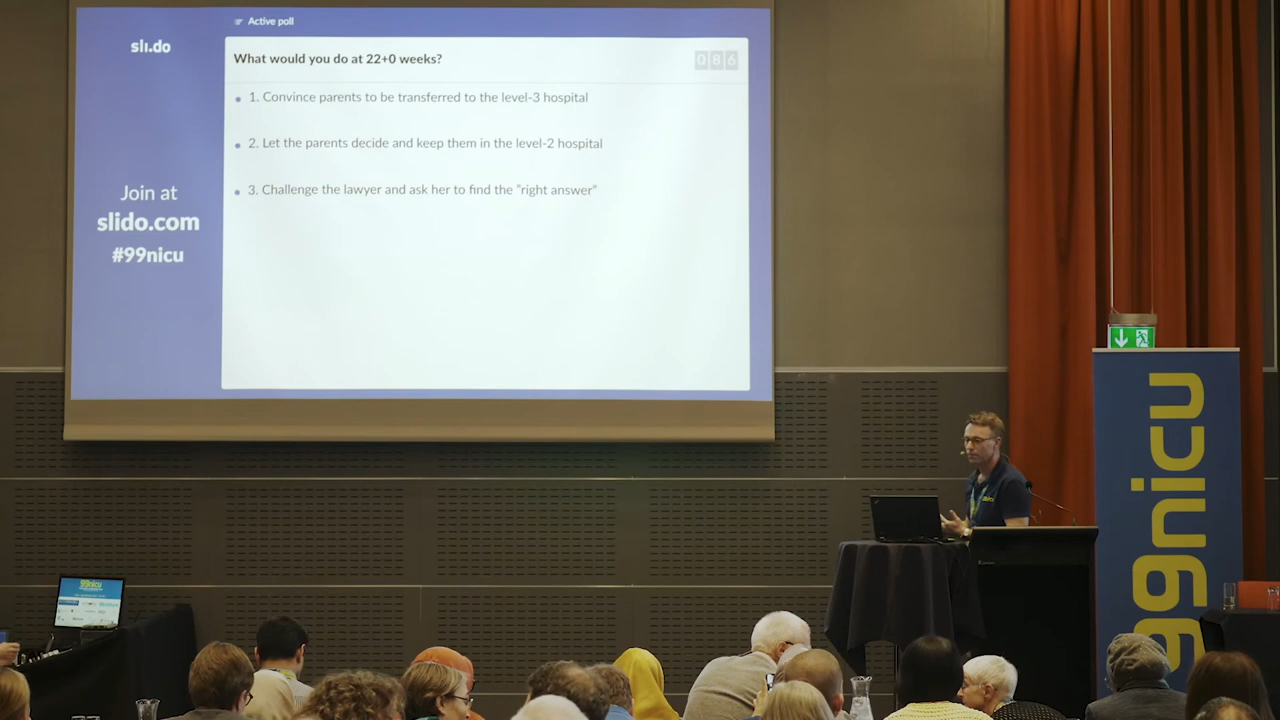 Active poll
sli.do
What would you do at 22+0 weeks?
086
1. Convince parents to be transferred to the level-3 hospital
2. Let the parents decide and keep them in the level-2 hospital
3. Challenge the lawyer and ask her to find the "right answer"
Join at
slido.com
#99nicu
99nicu
99nicu